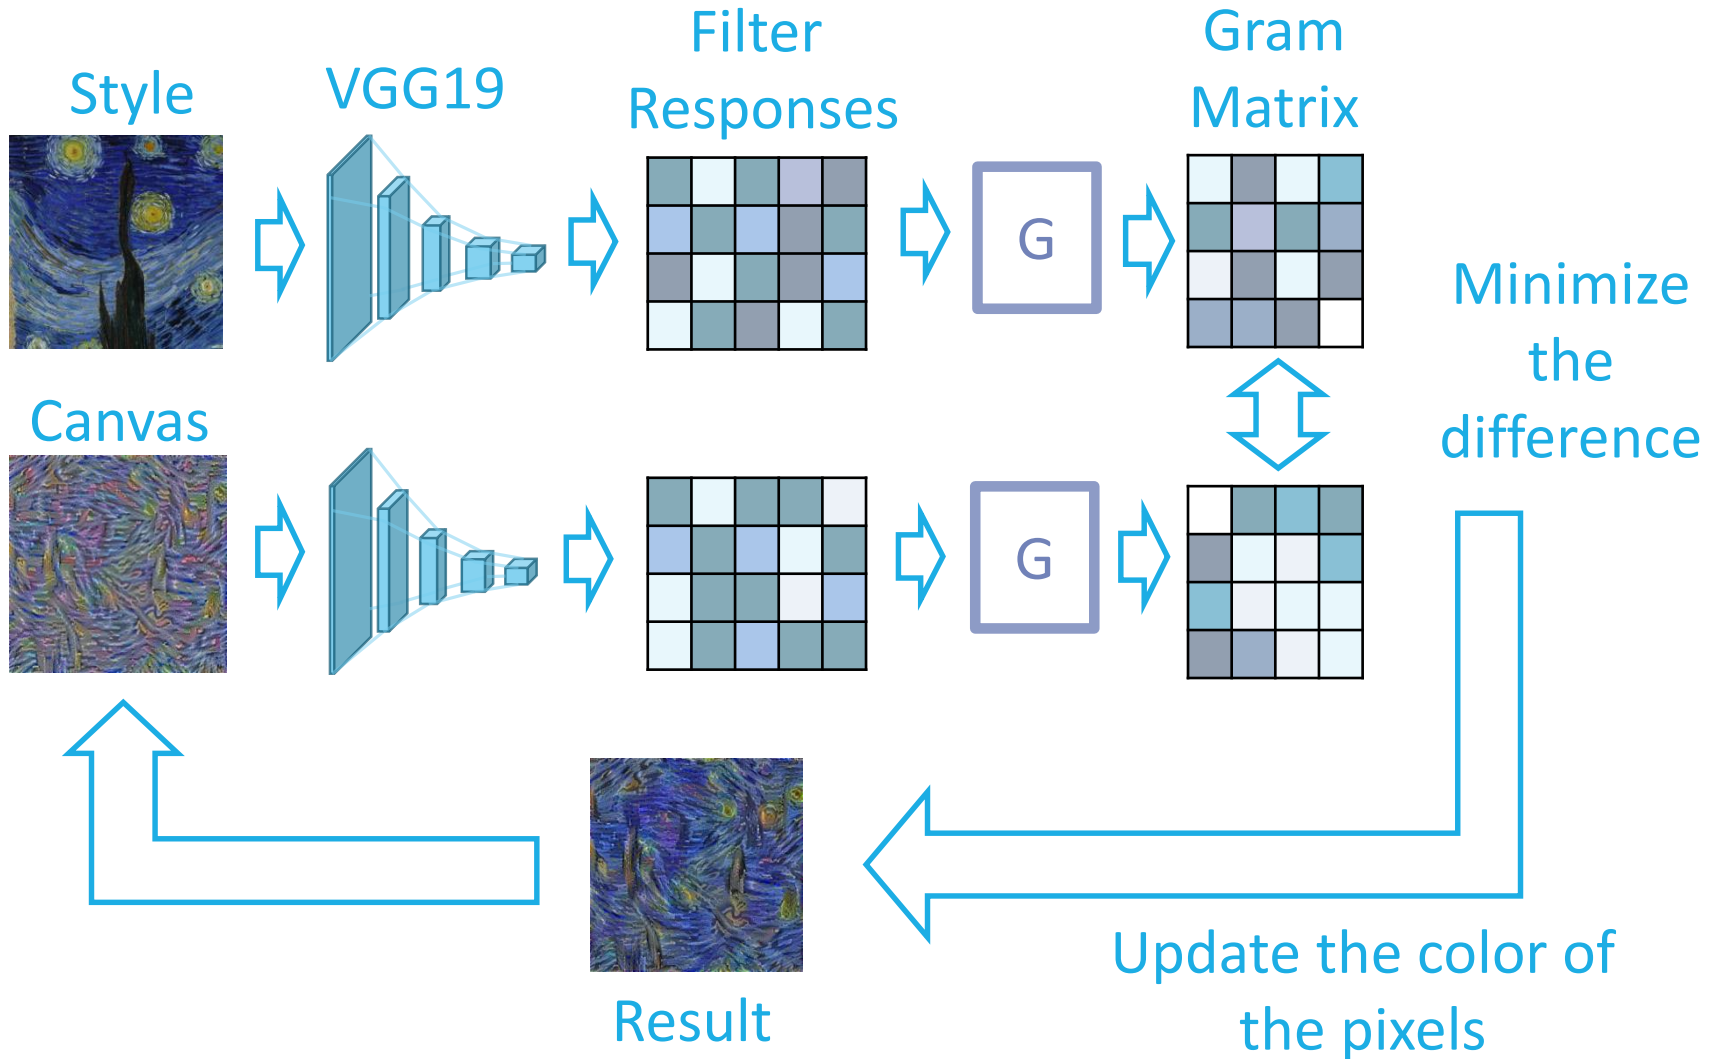 Style
VGG19
Filter
Responses
Gram
Matrix
G
Minimize
the
difference
Canvas
G
Result
Update the color of
the pixels